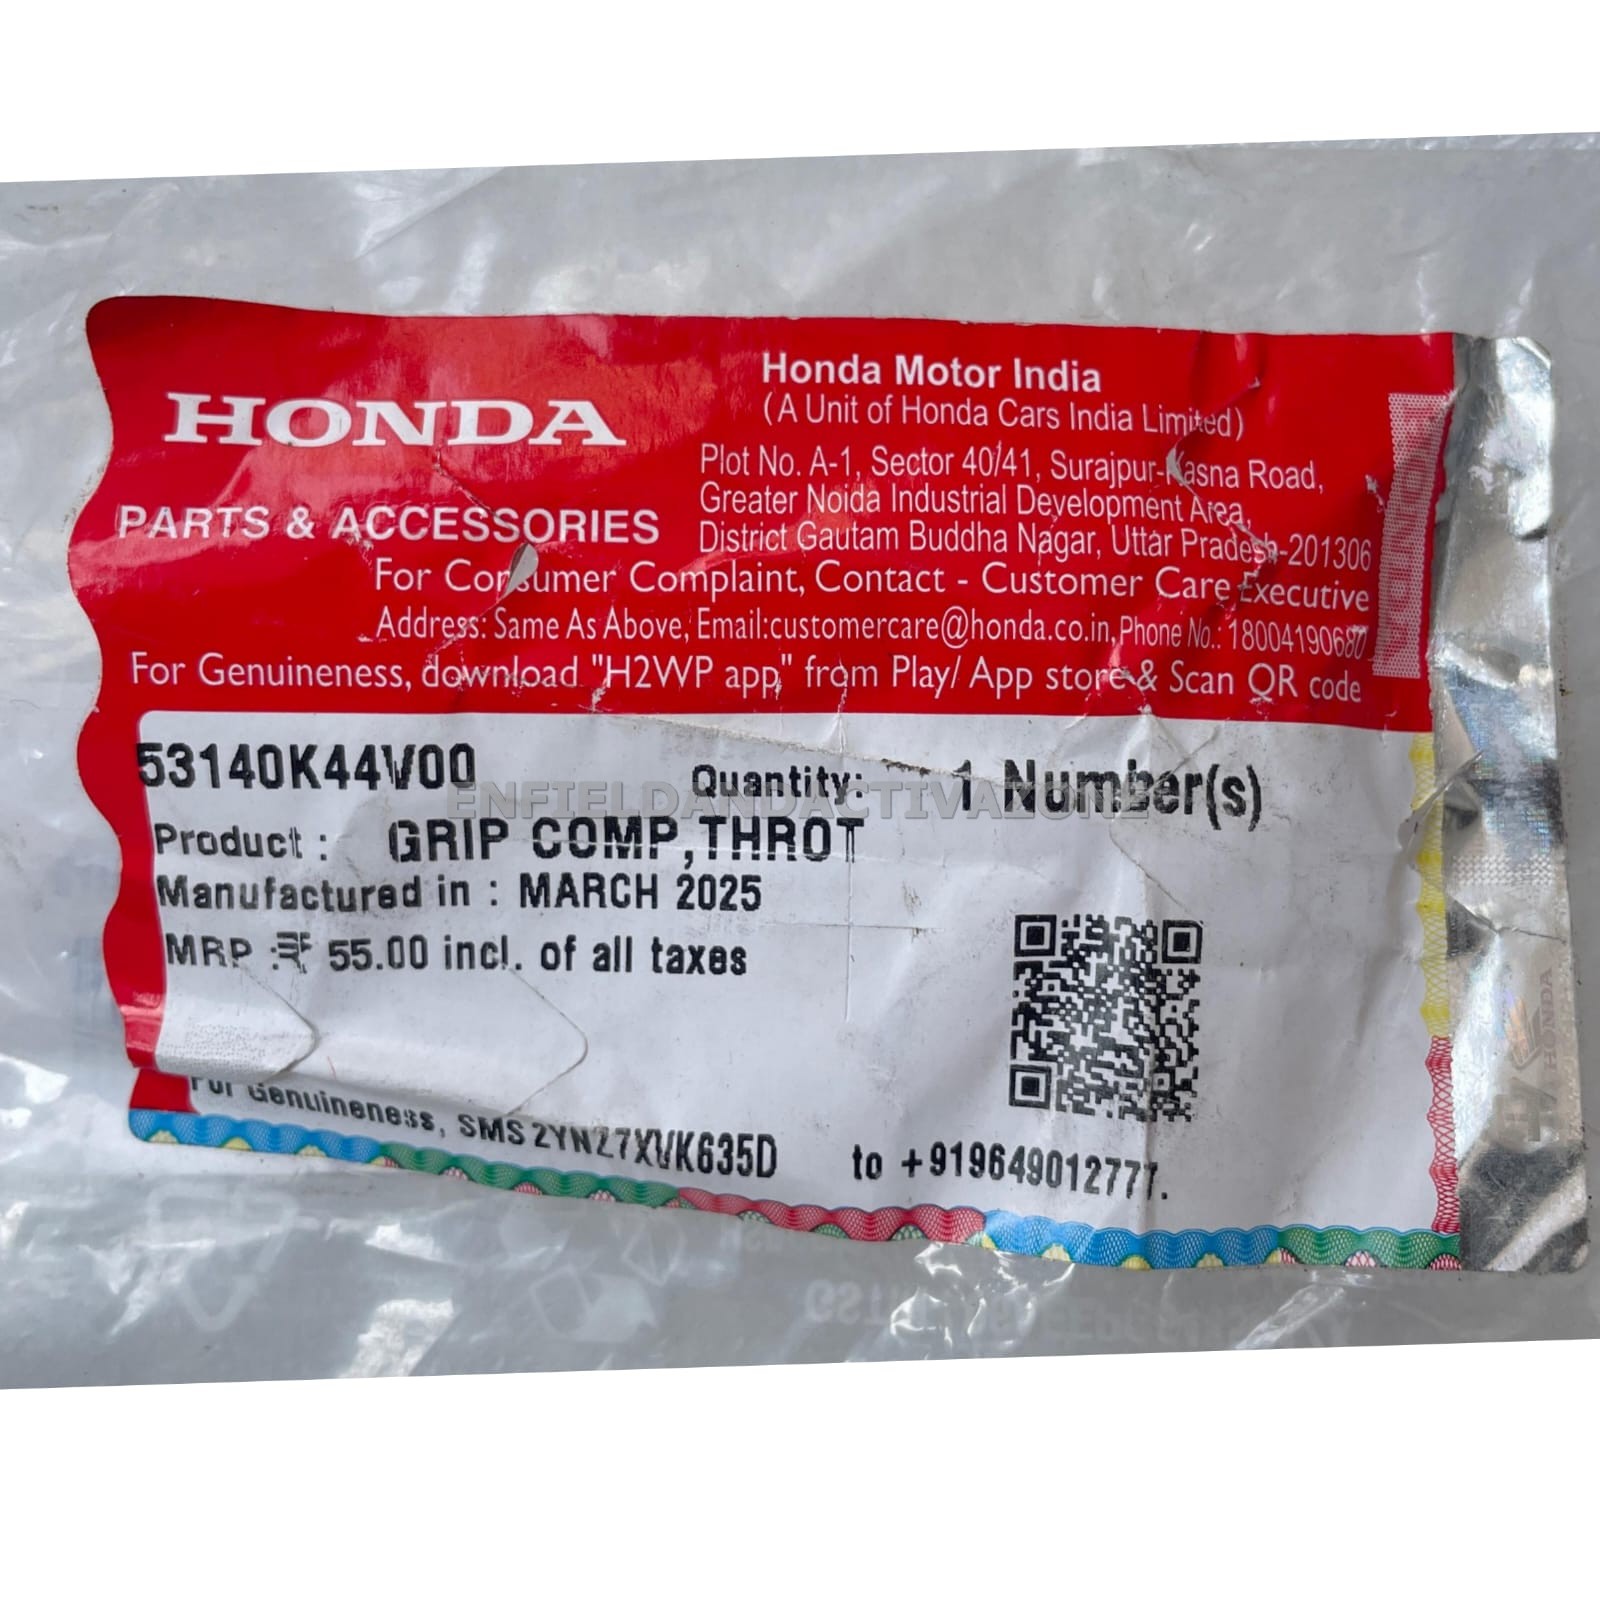 HONDA
PARTS & ACCESSORIES
Honda Motor India
(A Unit of Honda Cars India Limited)
Plot No. A-1, Sector 40/41, Surajpur-Kasna Road,
Greater Noida Industrial Development Area,
District Gautam Buddha Nagar, Uttar Pradesh-201306
For Consumer Complaint, Contact - Customer Care Executive
Address: Same As Above, Email:customercare@honda.co.in, Phone No.: 18004190680
For Genuineness, download "H2WP app" from Play/ App store & Scan QR code
53140K44V00 Quantity: 1 Number(s)
ENFIELDANDACTIVAZONE
Product : GRIP COMP,THROT
Manufactured in : MARCH 2025
MRP :₹ 55.00 incl. of all taxes
For Genuineness, SMS 2YNZ7XVK635D to +919649012777.
HONDA
HONDA